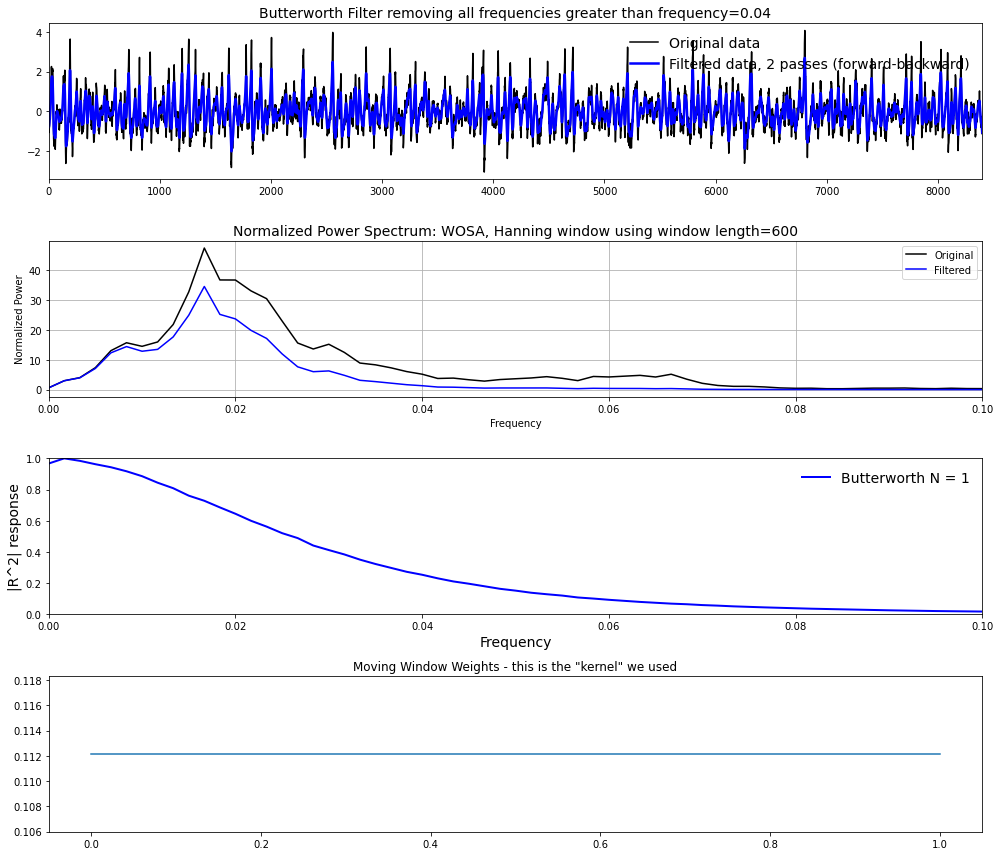 Butterworth Filter removing all frequencies greater than frequency=0.04
4
2
0
−2
Original data
Filtered data, 2 passes (forward-backward)
0 1000 2000 3000 4000 5000 6000 7000 8000
Normalized Power Spectrum: WOSA, Hanning window using window length=600
Normalized Power
40
30
20
10
0
Original
Filtered
0.00 0.02 0.04 0.06 0.08 0.10
Frequency
|R^2| response
1.0
0.8
0.6
0.4
0.2
0.0
Butterworth N = 1
0.00 0.02 0.04 0.06 0.08 0.10
Frequency
Moving Window Weights - this is the "kernel" we used
0.118
0.116
0.114
0.112
0.110
0.108
0.106
0.0 0.2 0.4 0.6 0.8 1.0